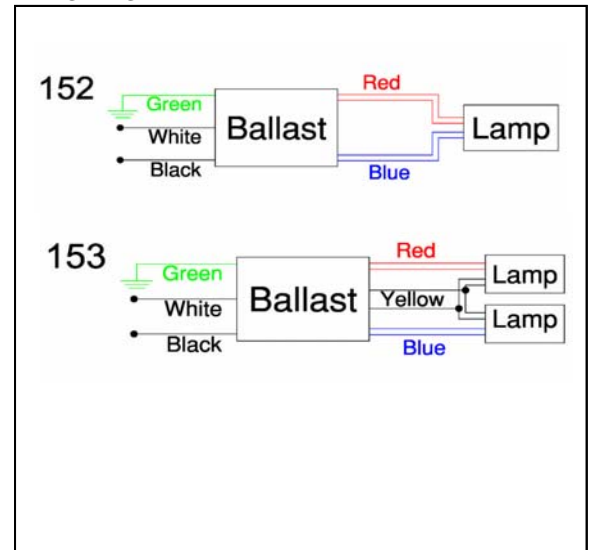 Red
152
Green
White
Ballast
Lamp
Black
Blue
Red
153
Green
Lamp
White
Ballast
Yellow
Lamp
Black
Blue